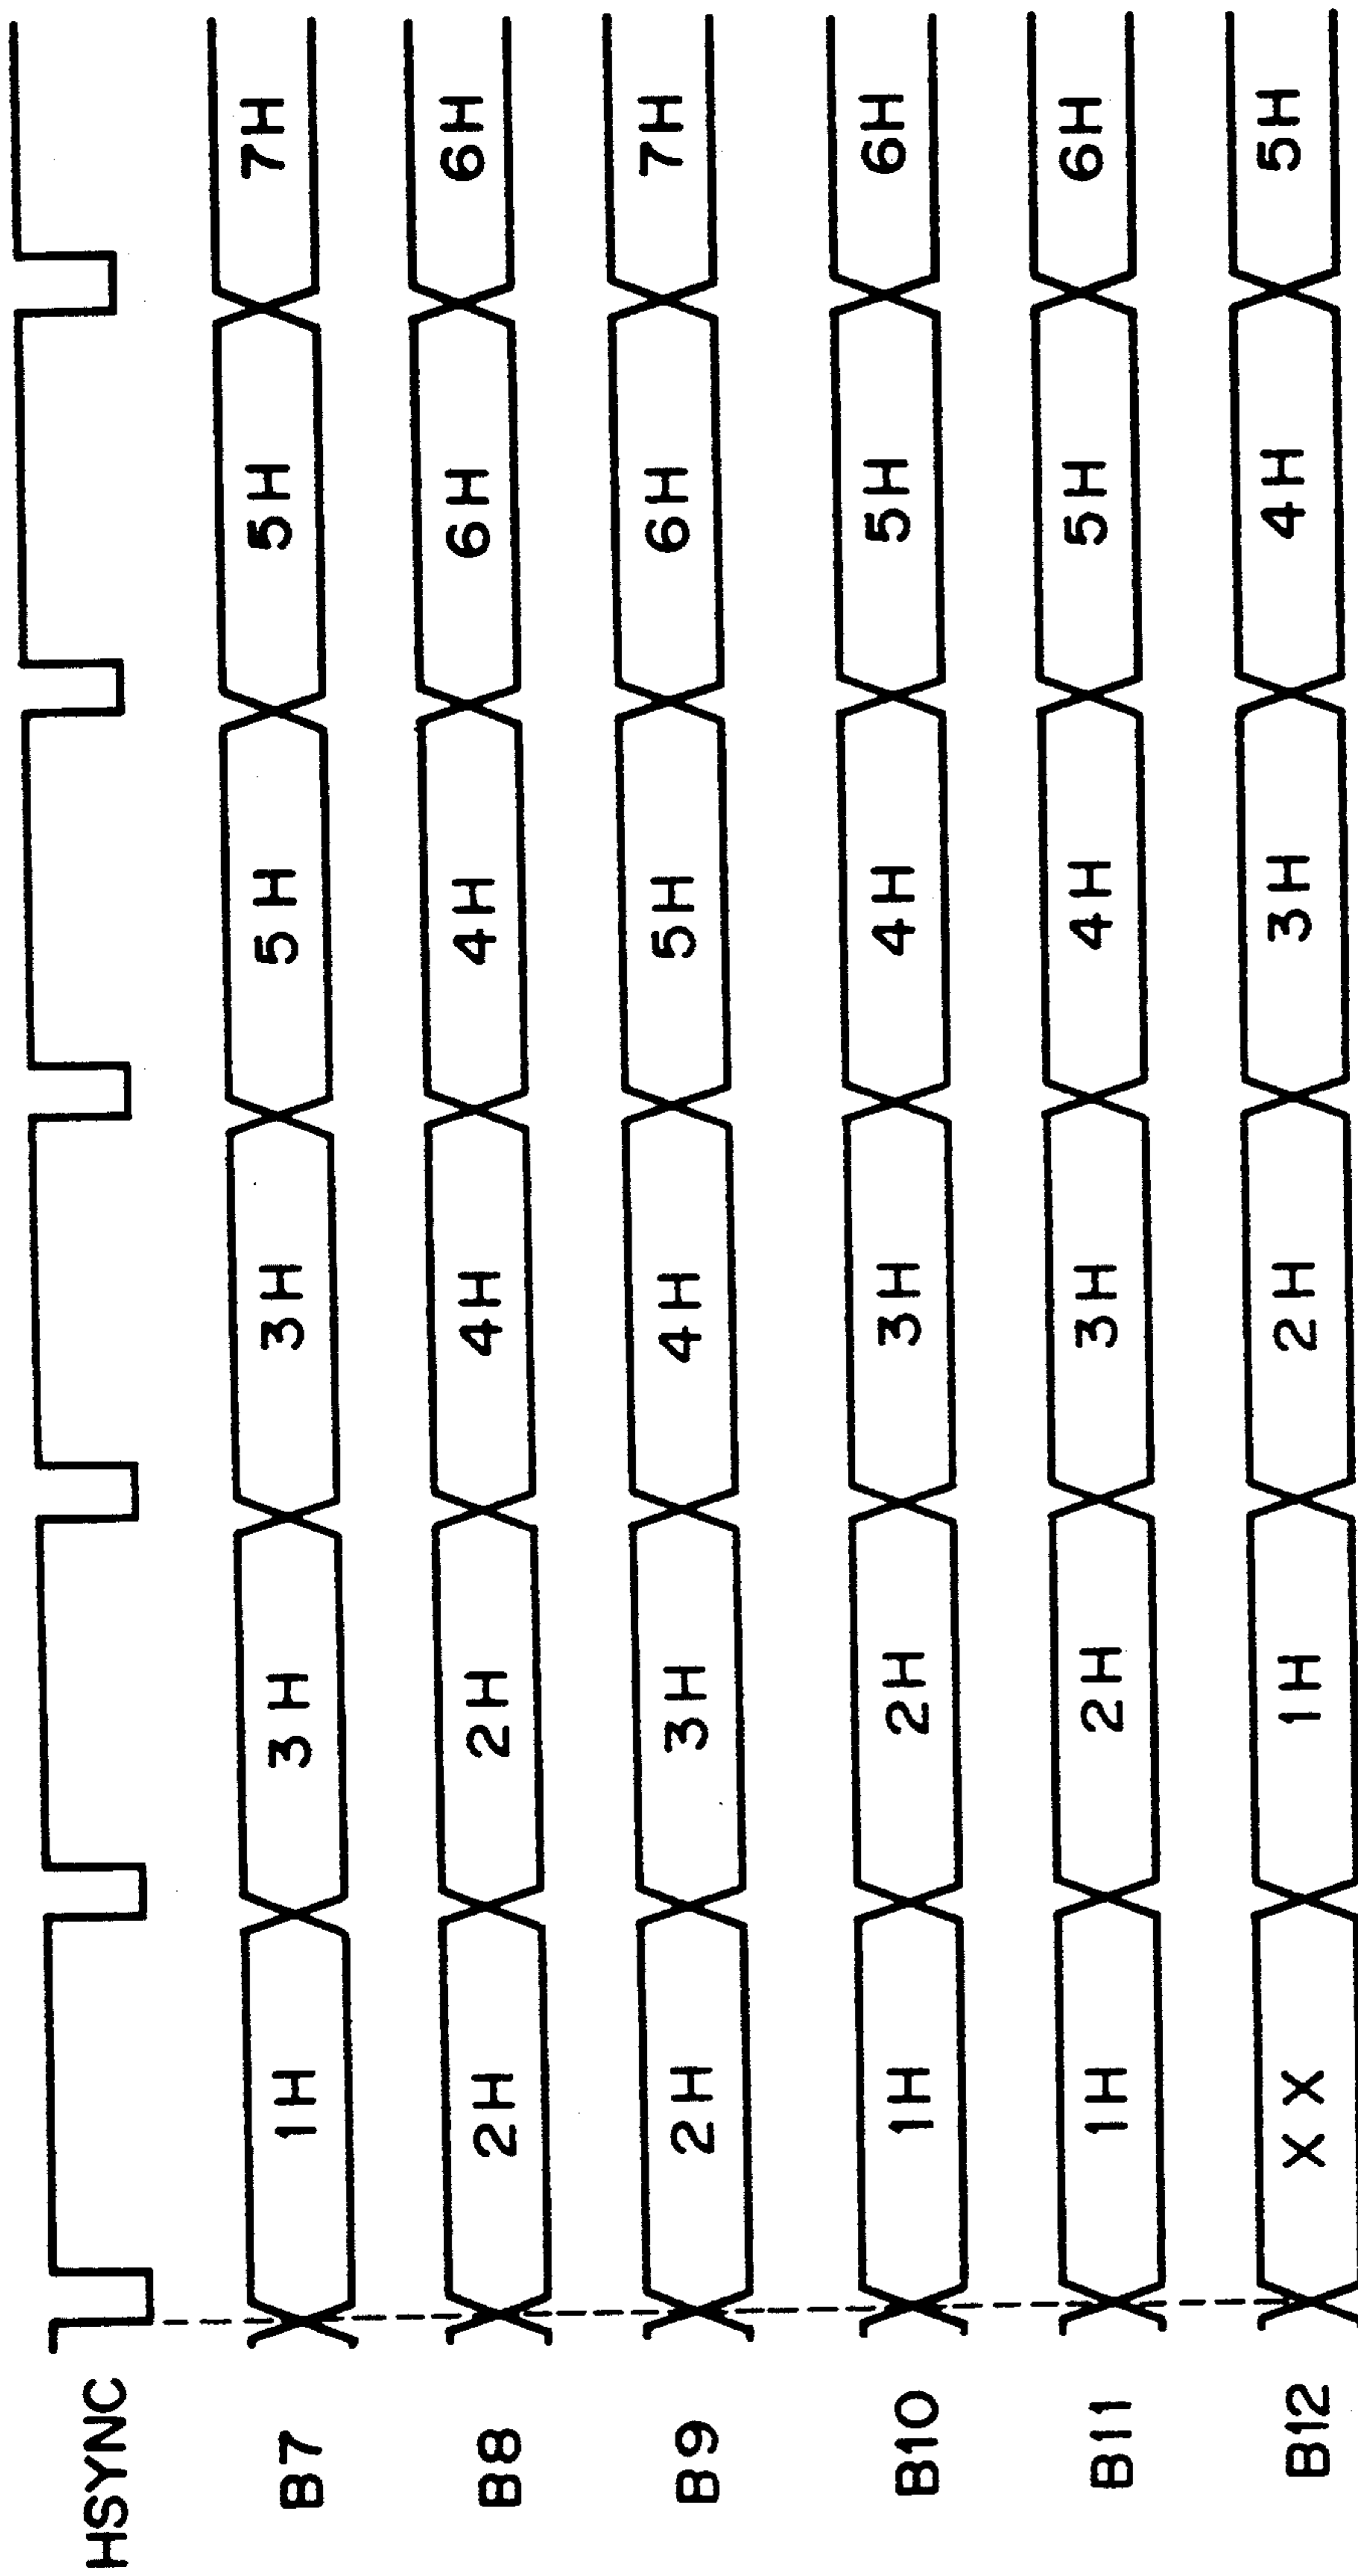 HSYNC
B7 1H 3H 3H 5H 5H 7H
B8 2H 2H 4H 4H 6H 6H
B9 2H 3H 4H 5H 6H 7H
B10 1H 2H 3H 4H 5H 6H
B11 1H 2H 3H 4H 5H 6H
B12 XX 1H 2H 3H 4H 5H